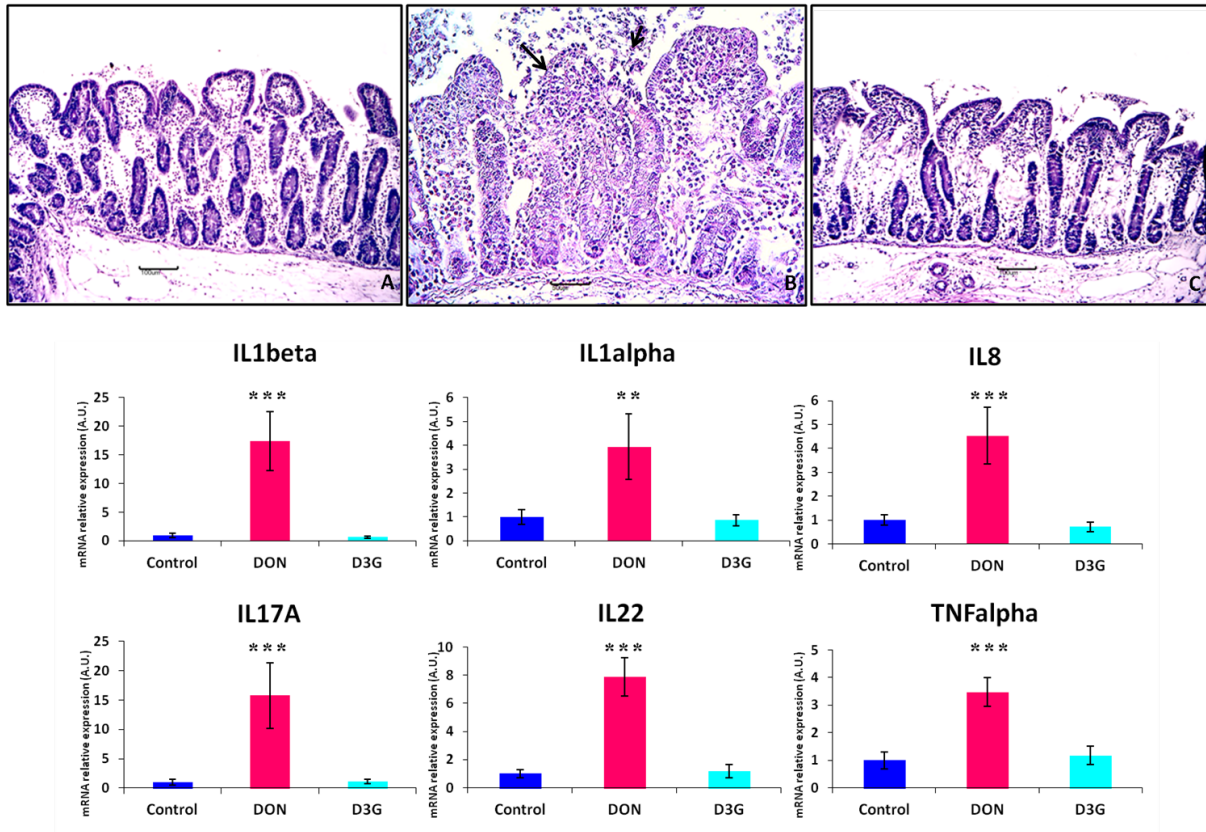 100µm A
B
C
IL1beta
mRNA relative expression (A.U.)
25
20
15
10
5
0
***
Control DON D3G
IL1alpha
mRNA relative expression (A.U.)
6
5
4
3
2
1
0
**
Control DON D3G
IL8
mRNA relative expression (A.U.)
6
5
4
3
2
1
0
***
Control DON D3G
IL17A
mRNA relative expression (A.U.)
25
20
15
10
5
0
***
Control DON D3G
IL22
mRNA relative expression (A.U.)
10
8
6
4
2
0
***
Control DON D3G
TNFalpha
mRNA relative expression (A.U.)
5
4
3
2
1
0
***
Control DON D3G